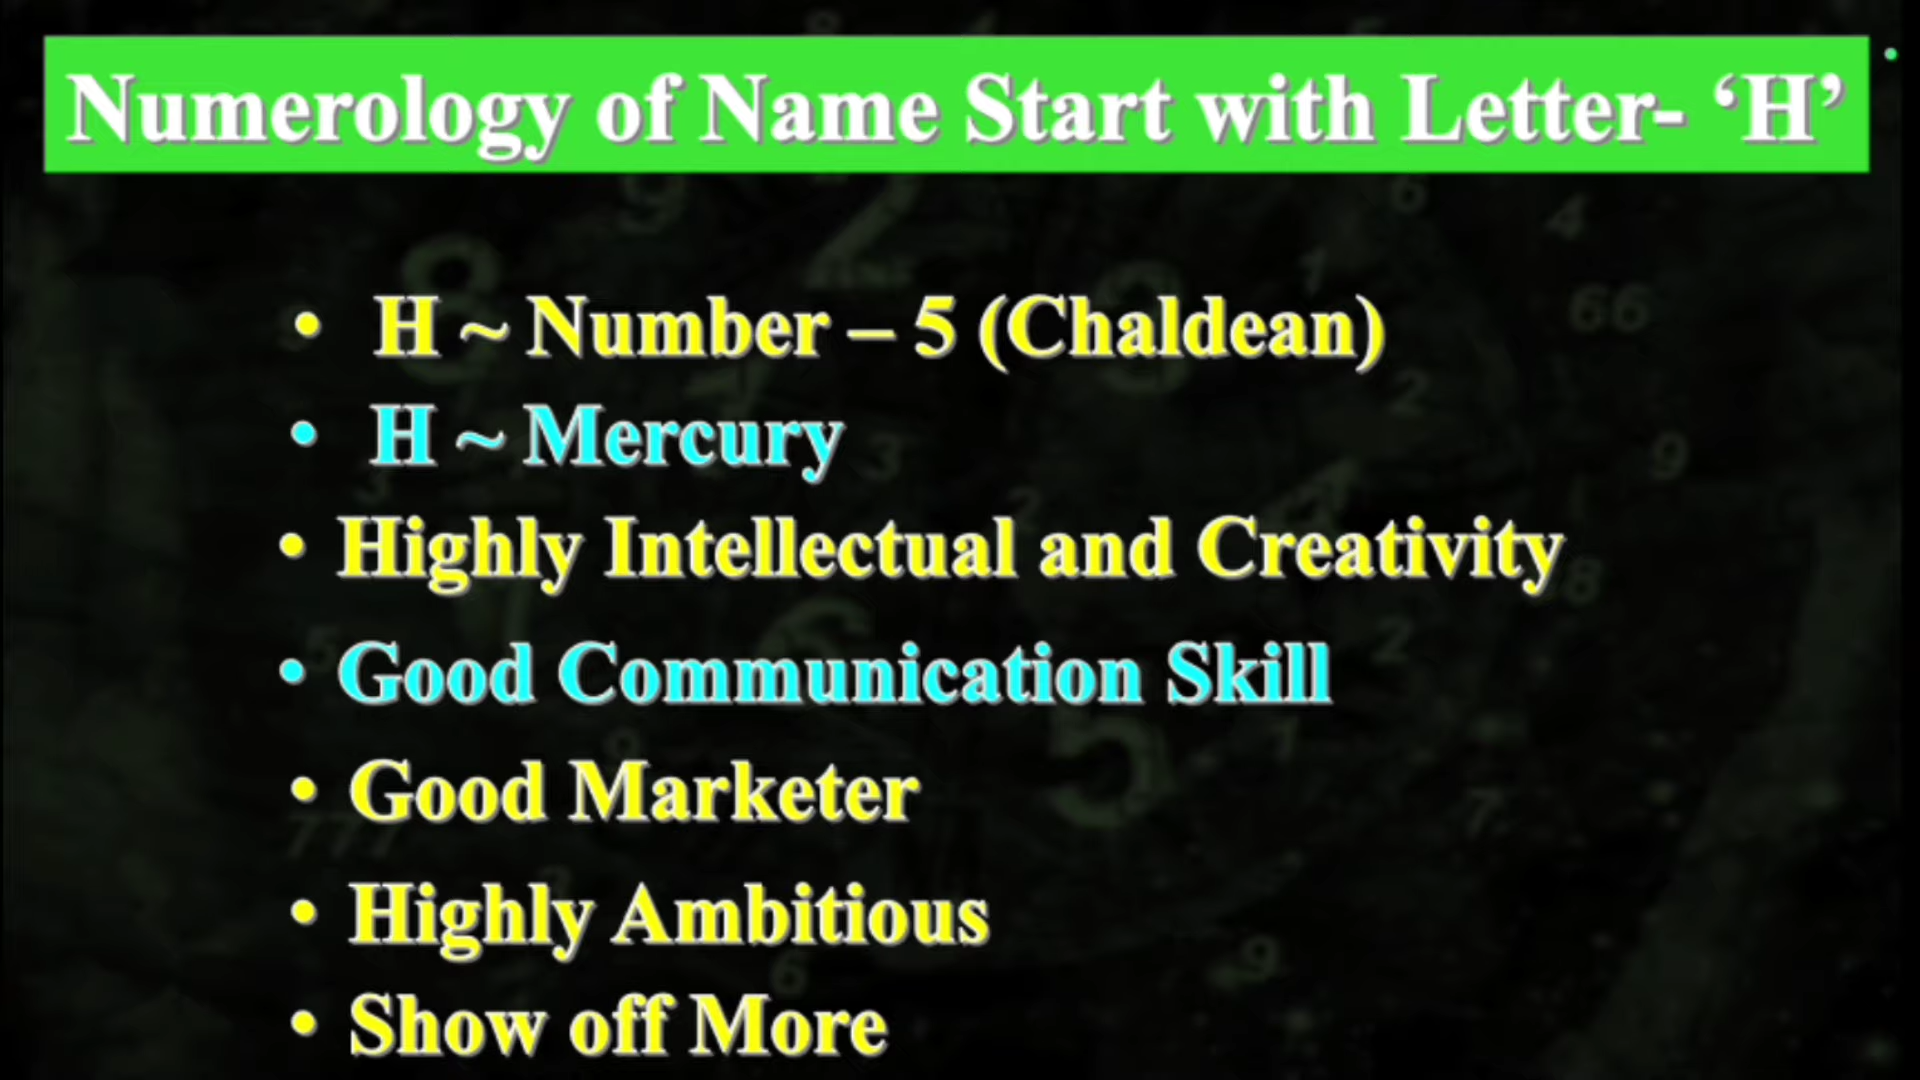 Numerology of Name Start with Letter- ‘H’
• H ~ Number – 5 (Chaldean)
• H ~ Mercury
• Highly Intellectual and Creativity
• Good Communication Skill
• Good Marketer
• Highly Ambitious
• Show off More